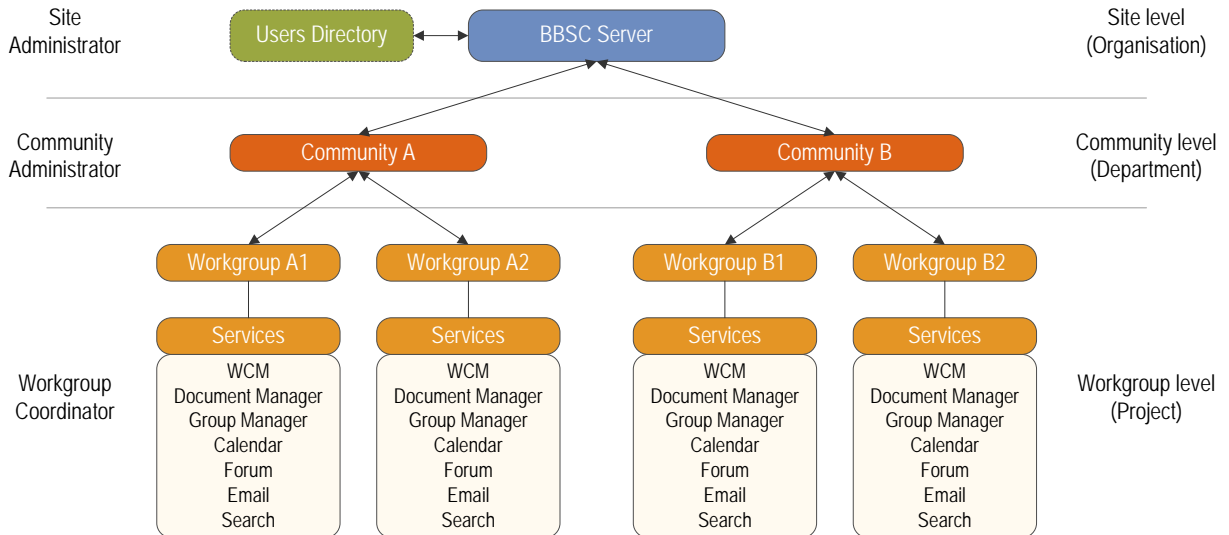 Site
Administrator
Users Directory
BBSC Server
Site level
(Organisation)
Community
Administrator
Community A
Community B
Community level
(Department)
Workgroup A1
Workgroup A2
Workgroup B1
Workgroup B2
Services
Services
Services
Services
Workgroup
Coordinator
WCM
Document Manager
Group Manager
Calendar
Forum
Email
Search
WCM
Document Manager
Group Manager
Calendar
Forum
Email
Search
WCM
Document Manager
Group Manager
Calendar
Forum
Email
Search
WCM
Document Manager
Group Manager
Calendar
Forum
Email
Search
Workgroup level
(Project)